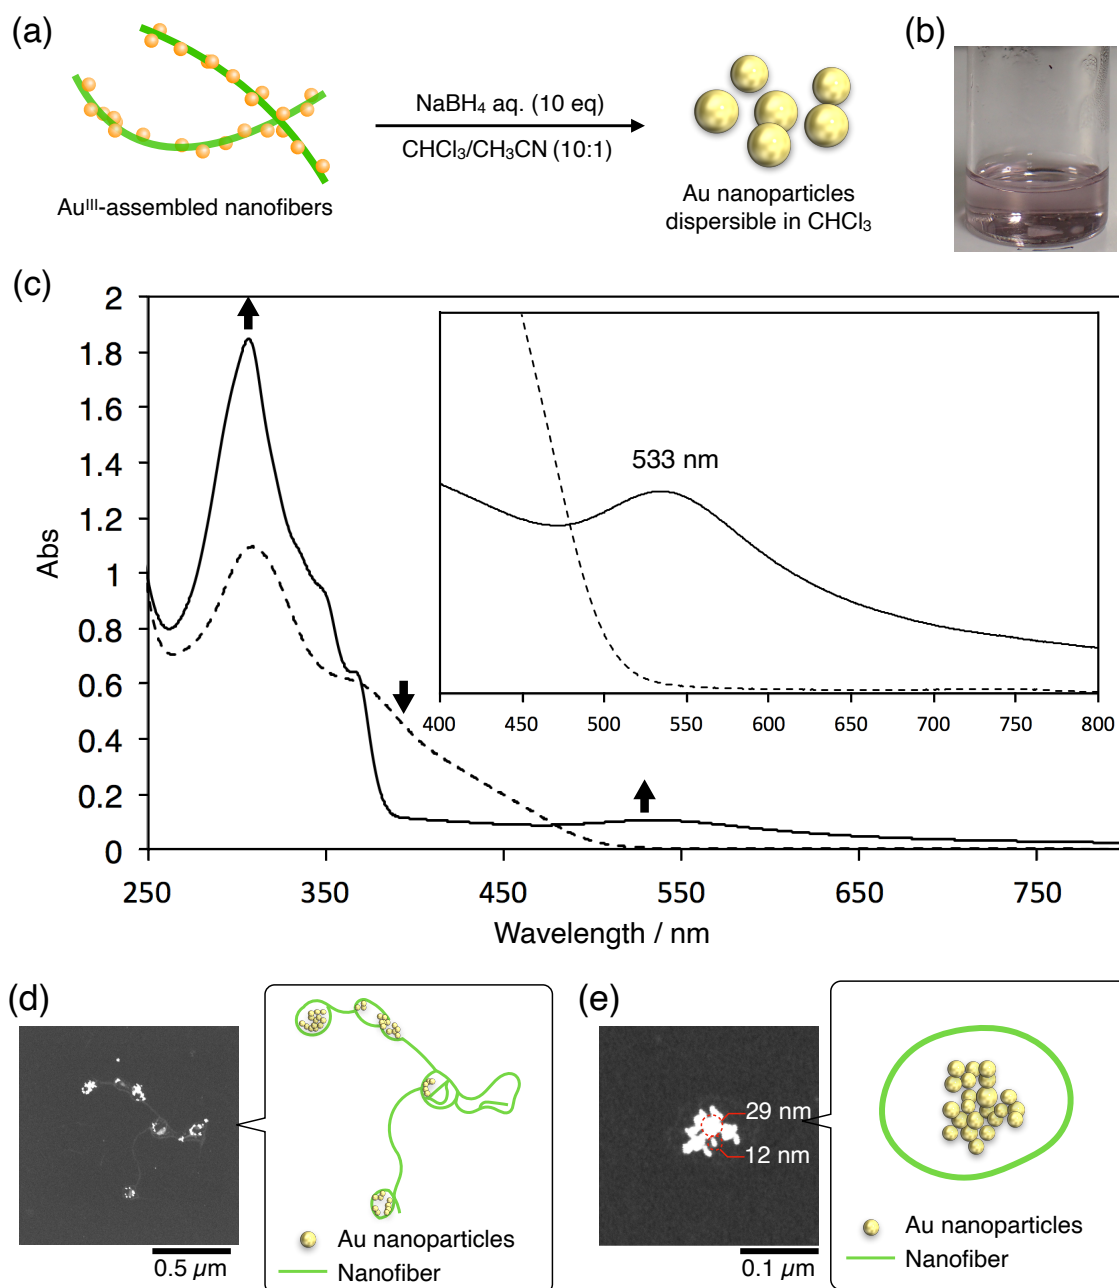 (a)
(b)
NaBH₄ aq. (10 eq)
CHCl₃/CH₃CN (10:1)
Auᴵᴵᴵ-assembled nanofibers
Au nanoparticles
dispersible in CHCl₃
(c)
2
1.8
1.6
1.4
1.2
1
0.8
0.6
0.4
0.2
0
Abs
533 nm
400 450 500 550 600 650 700 750 800
250 350 450 550 650 750
Wavelength / nm
(d)
(e)
29 nm
12 nm
0.5 µm
Au nanoparticles
Nanofiber
0.1 µm
Au nanoparticles
Nanofiber